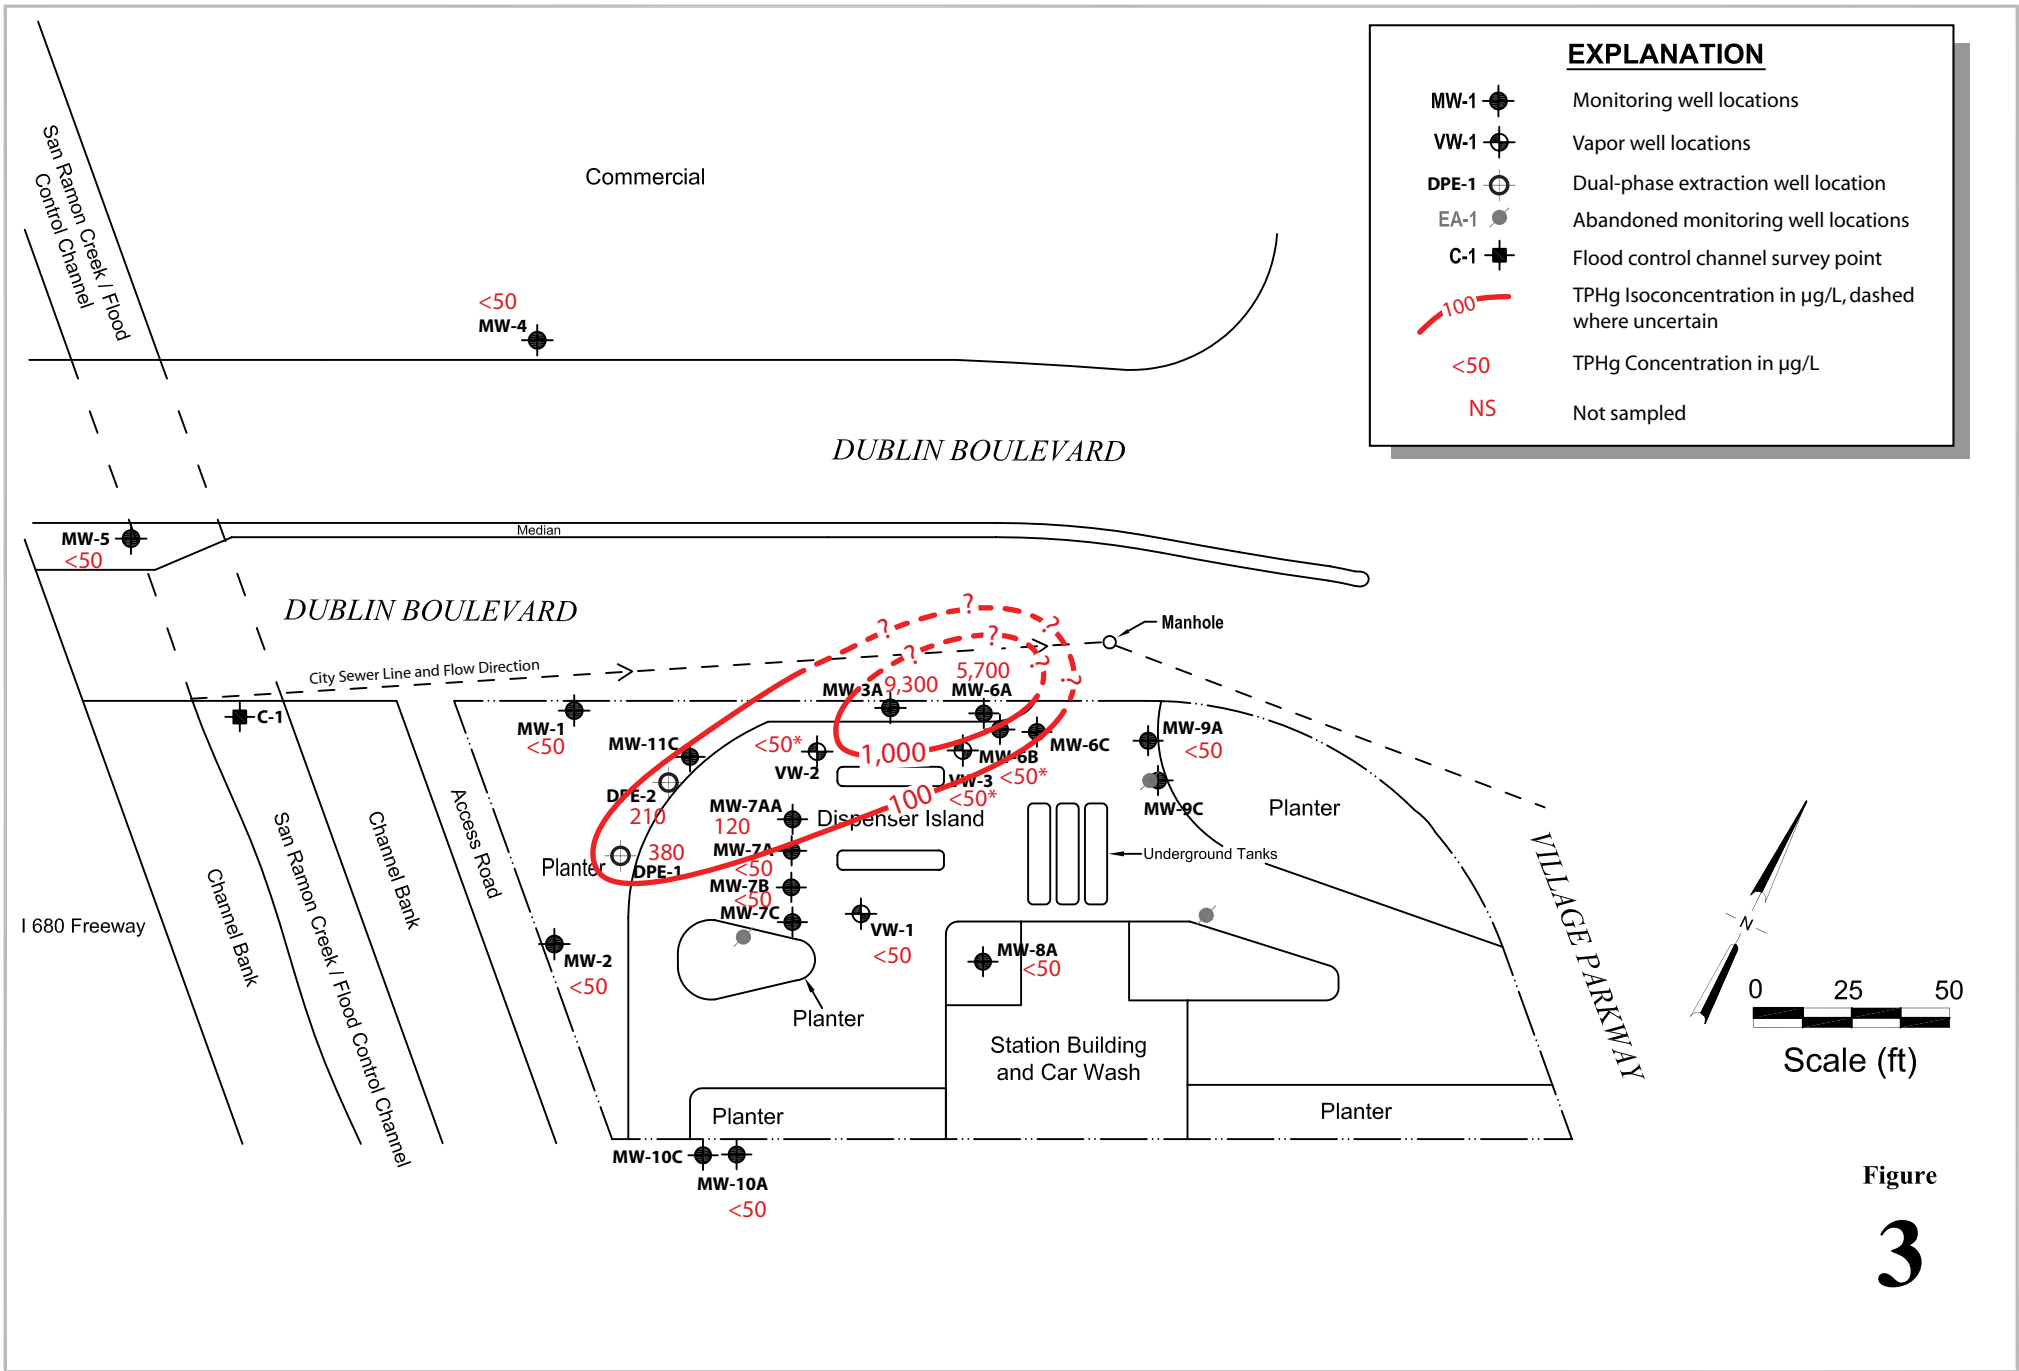 EXPLANATION
MW-1 Monitoring well locations
VW-1 Vapor well locations
DPE-1 Dual-phase extraction well location
EA-1 Abandoned monitoring well locations
C-1 Flood control channel survey point
100 TPHg Isoconcentration in µg/L, dashed
where uncertain
<50 TPHg Concentration in µg/L
NS Not sampled
San Ramon Creek / Flood
Control Channel
Commercial
<50
MW-4
DUBLIN BOULEVARD
Median
MW-5
<50
DUBLIN BOULEVARD
City Sewer Line and Flow Direction
Manhole
? ? ? ? ? ? ? ?
C-1
MW-1
<50
MW-3A
9,300
5,700
MW-6A
MW-11C
<50*
VW-2
1,000
MW-6B
<50*
MW-6C
VW-3
<50*
MW-9A
<50
MW-9C
DPE-2
210
100
MW-7AA
120
Dispenser Island
Planter
Planter
380
DPE-1
MW-7A
<50
MW-7B
<50
MW-7C
Underground Tanks
VW-1
<50
MW-8A
<50
MW-2
<50
Planter
Station Building
and Car Wash
Planter
Planter
MW-10C
MW-10A
<50
I 680 Freeway
Channel Bank
San Ramon Creek / Flood Control Channel
Channel Bank
Access Road
VILLAGE PARKWAY
N
0 25 50
Scale (ft)
Figure
3